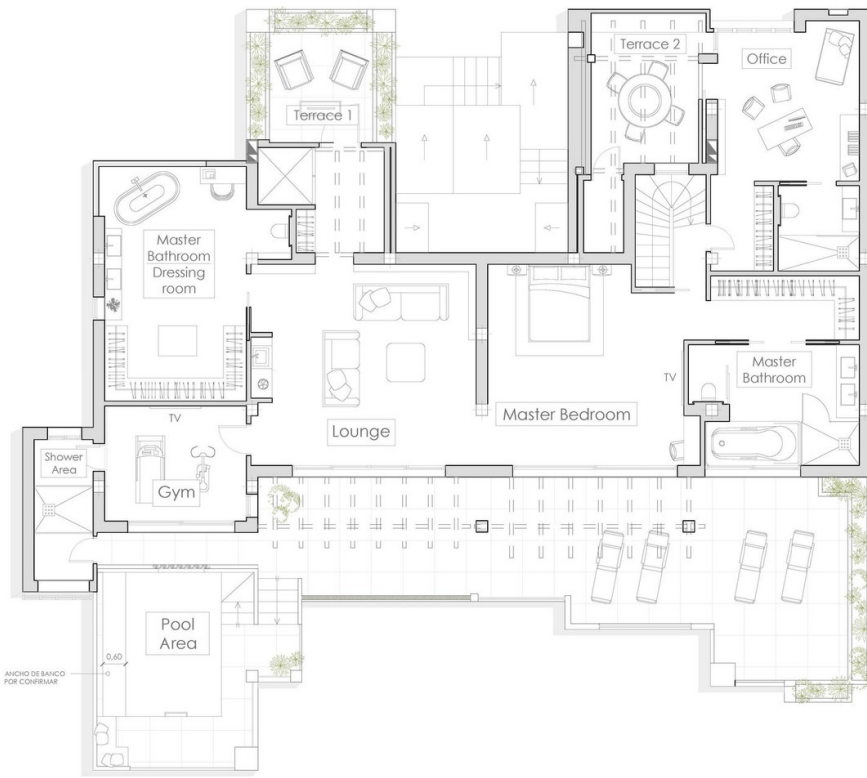 Terrace 2
Office
Terrace 1
Master
Bathroom
Dressing
room
TV
Master
Bathroom
Master Bedroom
Lounge
TV
Shower
Area
Gym
Pool
Area
0,60
ANCHO DE BANCO
POR CONFIRMAR